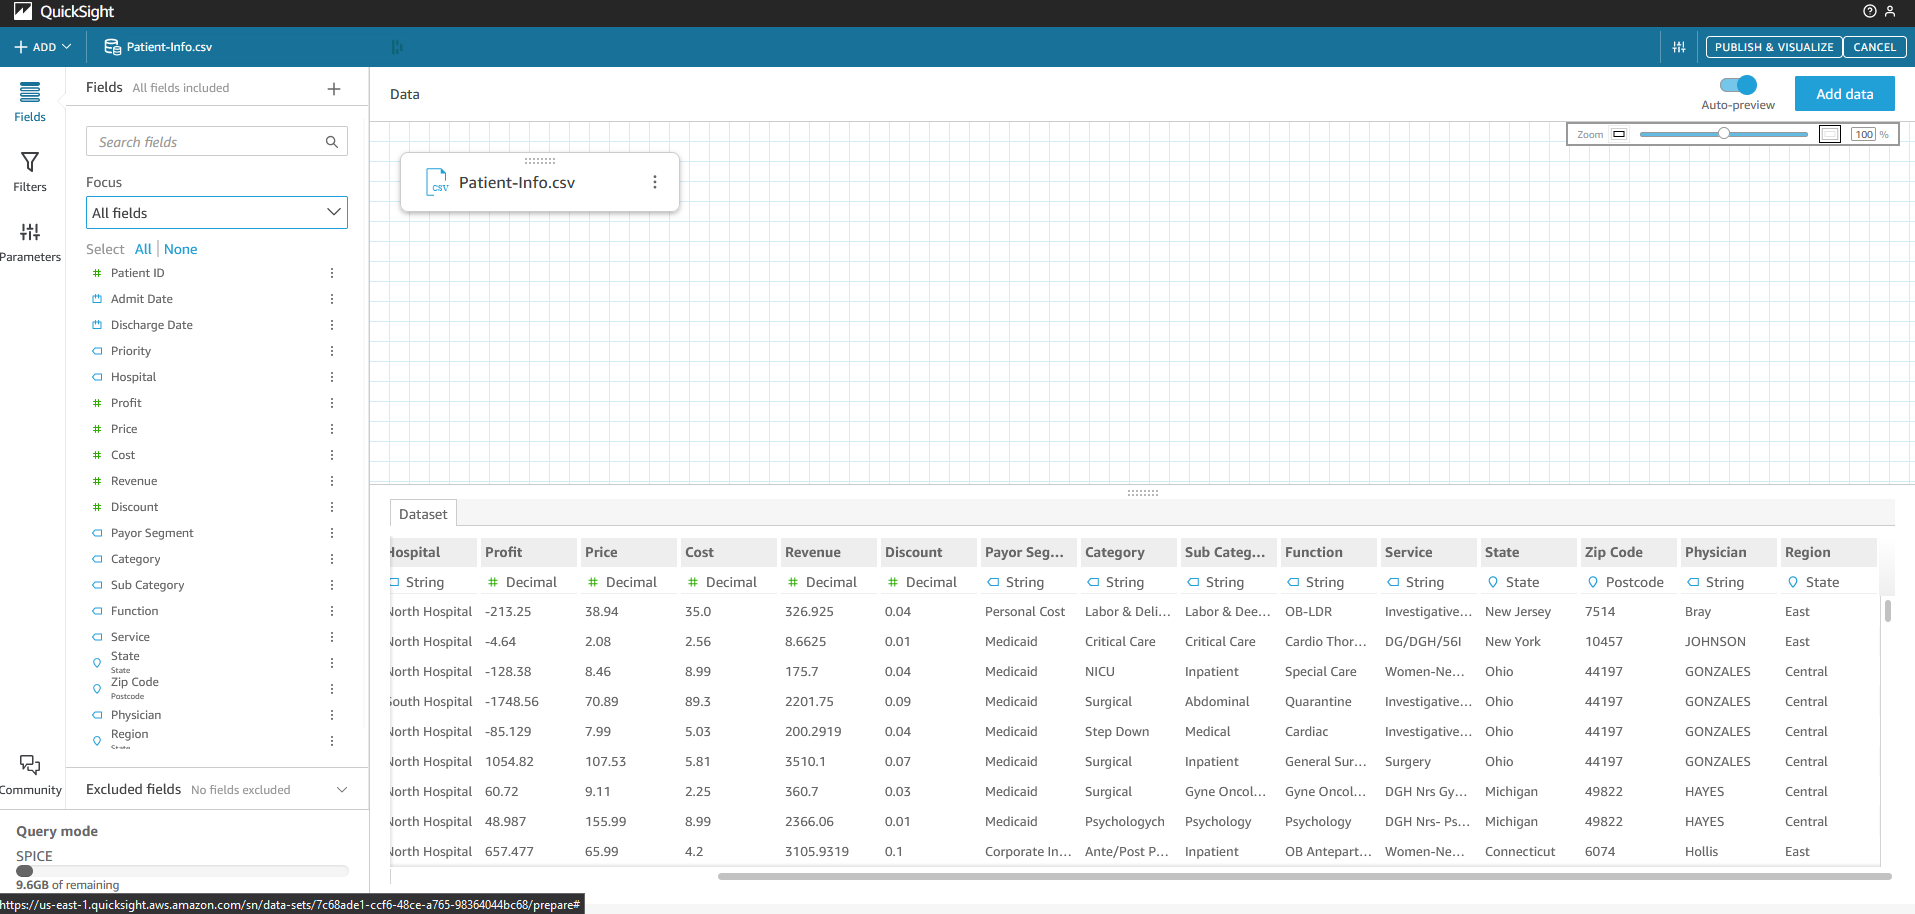 QuickSight
ADD
Patient-Info.csv
PUBLISH & VISUALIZE
CANCEL
Fields
Filters
Parameters
Community
Fields All fields included
Search fields
Focus
All fields
Select All | None
Patient ID
Admit Date
Discharge Date
Priority
Hospital
Profit
Price
Cost
Revenue
Discount
Payor Segment
Category
Sub Category
Function
Service
State
State
Zip Code
Postcode
Physician
Region
State
Excluded fields No fields excluded
Query mode
SPICE
9.6GB of remaining
Data
Auto-preview
Add data
Zoom 100 %
CSV Patient-Info.csv
Dataset
Hospital Profit Price Cost Revenue Discount Payor Seg... Category Sub Categ... Function Service State Zip Code Physician Region
String # Decimal # Decimal # Decimal # Decimal # Decimal String String String String String State Postcode String State
North Hospital -213.25 38.94 35.0 326.925 0.04 Personal Cost Labor & Deli... Labor & Dee... OB-LDR Investigative... New Jersey 7514 Bray East
North Hospital -4.64 2.08 2.56 8.6625 0.01 Medicaid Critical Care Critical Care Cardio Thor... DG/DGH/56I New York 10457 JOHNSON East
North Hospital -128.38 8.46 8.99 175.7 0.04 Medicaid NICU Inpatient Special Care Women-Ne... Ohio 44197 GONZALES Central
South Hospital -1748.56 70.89 89.3 2201.75 0.09 Medicaid Surgical Abdominal Quarantine Investigative... Ohio 44197 GONZALES Central
North Hospital -85.129 7.99 5.03 200.2919 0.04 Medicaid Step Down Medical Cardiac Investigative... Ohio 44197 GONZALES Central
North Hospital 1054.82 107.53 5.81 3510.1 0.07 Medicaid Surgical Inpatient General Sur... Surgery Ohio 44197 GONZALES Central
North Hospital 60.72 9.11 2.25 360.7 0.03 Medicaid Surgical Gyne Oncol... Gyne Oncol... DGH Nrs Gy... Michigan 49822 HAYES Central
North Hospital 48.987 155.99 8.99 2366.06 0.01 Medicaid Psychologych Psychology Psychology DGH Nrs- Ps... Michigan 49822 HAYES Central
North Hospital 657.477 65.99 4.2 3105.9319 0.1 Corporate In... Ante/Post P... Inpatient OB Antepart... Women-Ne... Connecticut 6074 Hollis East
https://us-east-1.quicksight.aws.amazon.com/sn/data-sets/7c68ade1-ccf6-48ce-a765-98364044bc68/prepare#